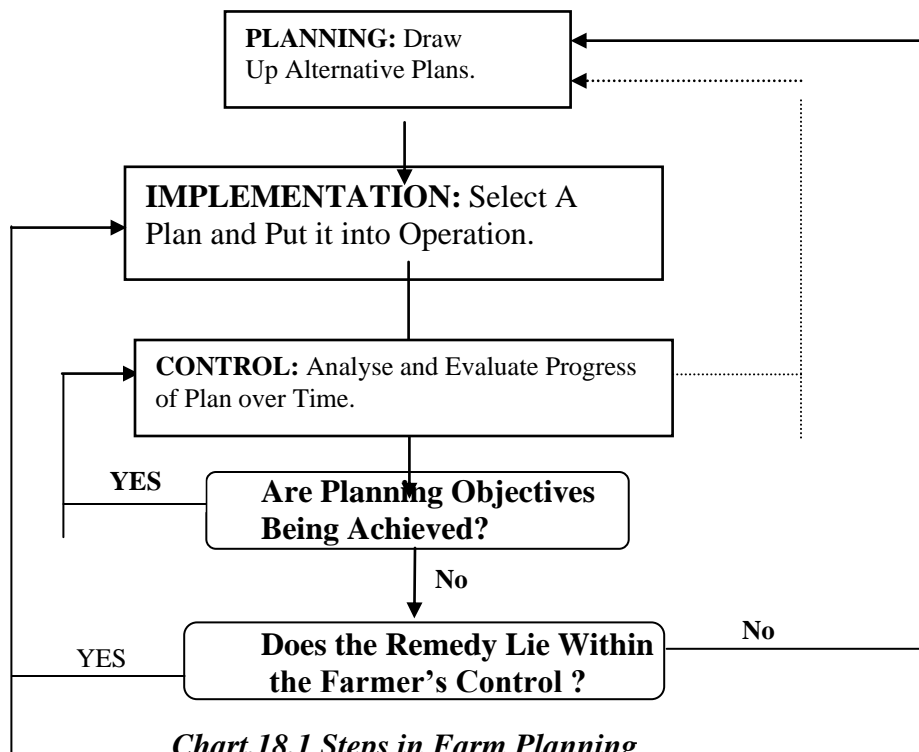 PLANNING: Draw
Up Alternative Plans.
IMPLEMENTATION: Select A
Plan and Put it into Operation.
CONTROL: Analyse and Evaluate Progress
of Plan over Time.
YES
Are Planning Objectives
Being Achieved?
No
Does the Remedy Lie Within
the Farmer's Control ?
No
YES
Chart 18.1 Steps in Farm Planning